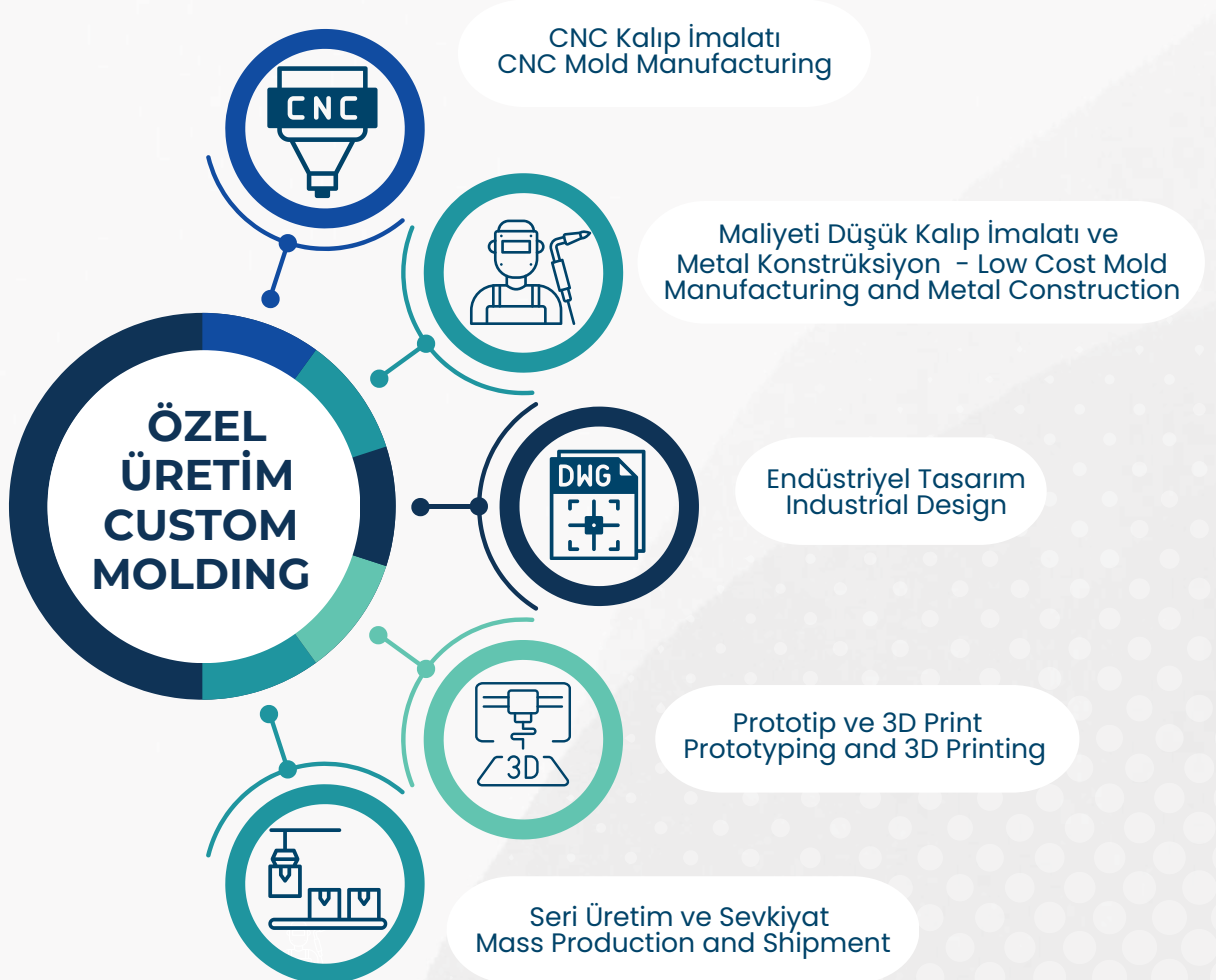 CNC Kalıp İmalatı
CNC Mold Manufacturing
CNC
Maliyeti Düşük Kalıp İmalatı ve
Metal Konstrüksiyon - Low Cost Mold
Manufacturing and Metal Construction
ÖZEL
ÜRETİM
CUSTOM
MOLDING
DWG
Endüstriyel Tasarım
Industrial Design
Prototip ve 3D Print
Prototyping and 3D Printing
3D
Seri Üretim ve Sevkiyat
Mass Production and Shipment